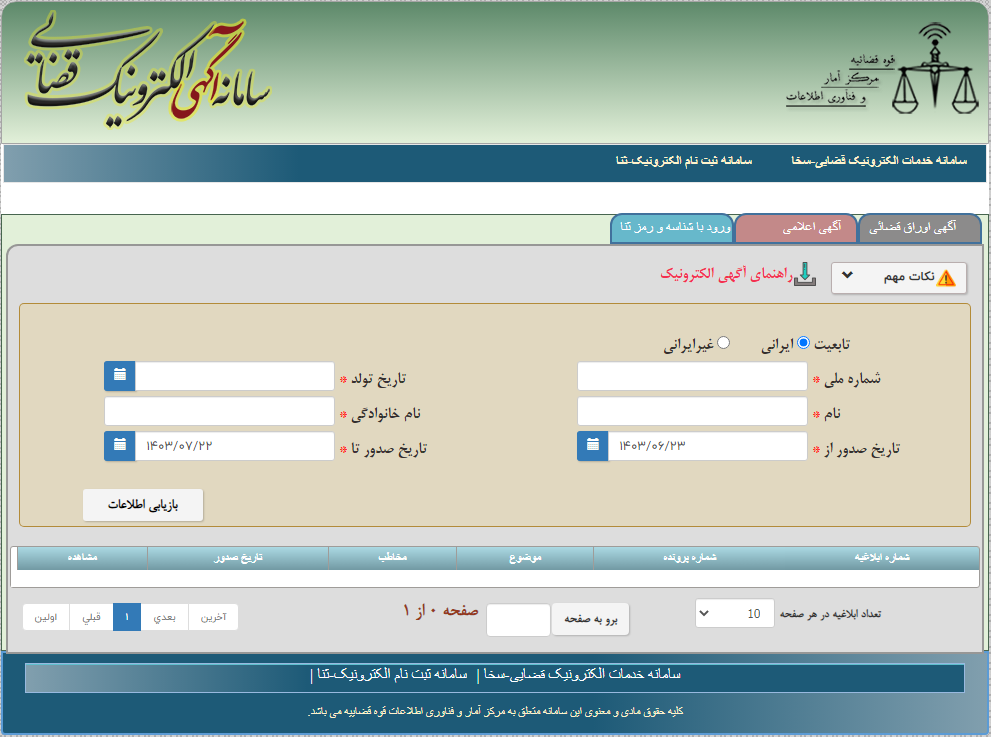 قوه قضائیه
مرکز آمار
و فناوری اطلاعات
سامانه آگهی الکترونیک قضایی
سامانه خدمات الکترونیک قضایی-سخا
سامانه ثبت نام الکترونیک-ثنا
آگهی اوراق قضائی
آگهی اعلامی
ورود با شناسه و رمز ثنا
نکات مهم
راهنمای آگهی الکترونیک
تابعیت ایرانی غیرایرانی
شماره ملی *
تاریخ تولد *
نام *
نام خانوادگی *
تاریخ صدور از * ۱۴۰۳/۰۶/۲۳
تاریخ صدور تا * ۱۴۰۳/۰۷/۲۲
بازیابی اطلاعات
شماره ابلاغیه شماره پرونده موضوع مخاطب تاریخ صدور مشاهده
تعداد ابلاغیه در هر صفحه 10
برو به صفحه
صفحه ۰ از ۱
آخرین بعدي ۱ قبلي اولین
سامانه خدمات الکترونیک قضایی-سخا | سامانه ثبت نام الکترونیک-ثنا |
کلیه حقوق مادی و معنوی این سامانه متعلق به مرکز آمار و فناوری اطلاعات قوه قضاییه می باشد.